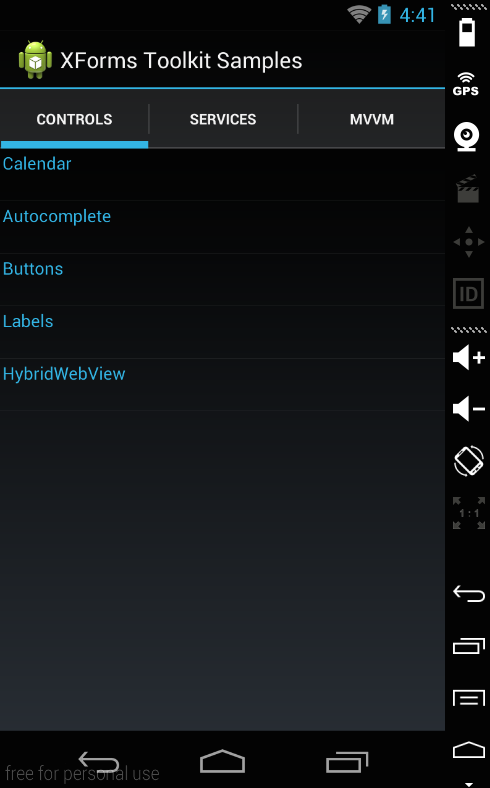 4:41
XForms Toolkit Samples
CONTROLS SERVICES MVVM
Calendar
Autocomplete
Buttons
Labels
HybridWebView
free for personal use
GPS
ID
1:1